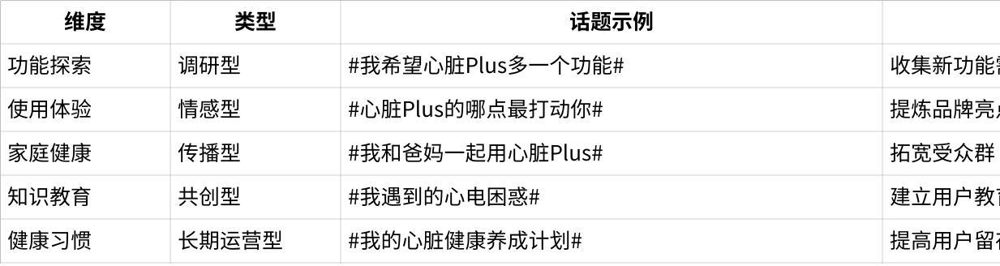 维度 类型 话题示例
功能探索 调研型 #我希望心脏Plus多一个功能# 收集新功能
使用体验 情感型 #心脏Plus的哪点最打动你# 提炼品牌亮
家庭健康 传播型 #我和爸妈一起用心脏Plus# 拓宽受众群
知识教育 共创型 #我遇到的心电困惑# 建立用户教
健康习惯 长期运营型 #我的心脏健康养成计划# 提高用户留